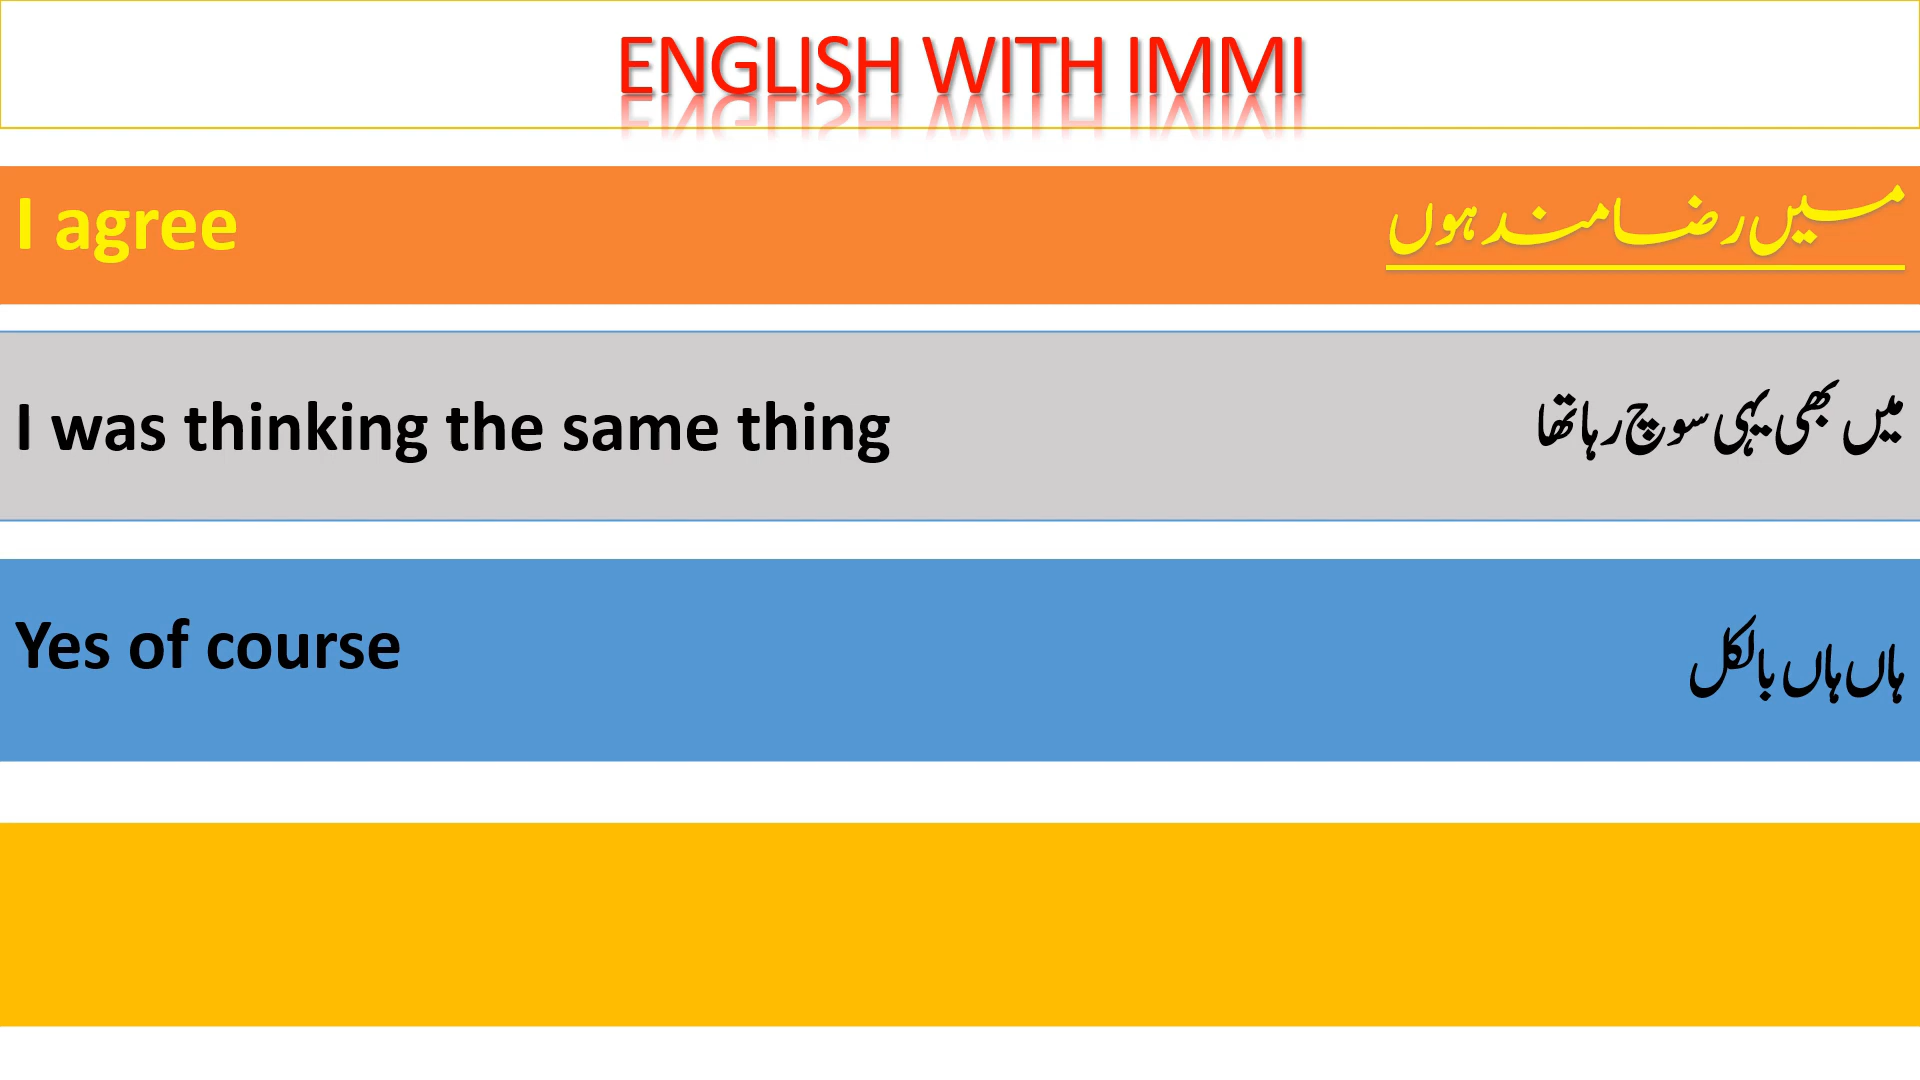 ENGLISH WITH IMMI
I agree
میں رضامند ہوں
I was thinking the same thing
میں بھی یہی سوچ رہا تھا
Yes of course
ہاں ہاں بالکل